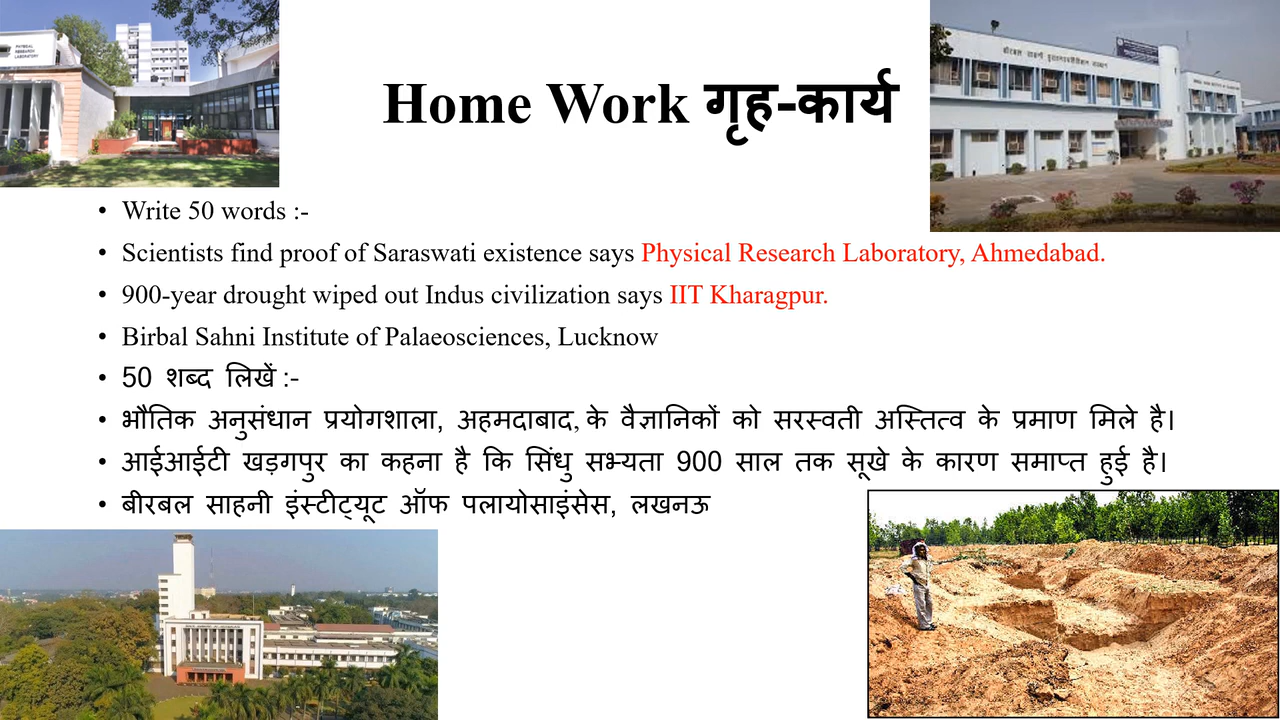 PHYSICAL
RESEARCH
LABORATORY
Home Work गृह-कार्य
• Write 50 words :-
• Scientists find proof of Saraswati existence says Physical Research Laboratory, Ahmedabad.
• 900-year drought wiped out Indus civilization says IIT Kharagpur.
• Birbal Sahni Institute of Palaeosciences, Lucknow
• 50 शब्द लिखें :-
• भौतिक अनुसंधान प्रयोगशाला, अहमदाबाद, के वैज्ञानिकों को सरस्वती अस्तित्व के प्रमाण मिले है।
• आईआईटी खड़गपुर का कहना है कि सिंधु सभ्यता 900 साल तक सूखे के कारण समाप्त हुई है।
• बीरबल साहनी इंस्टीट्यूट ऑफ पलायोसाइंसेस, लखनऊ